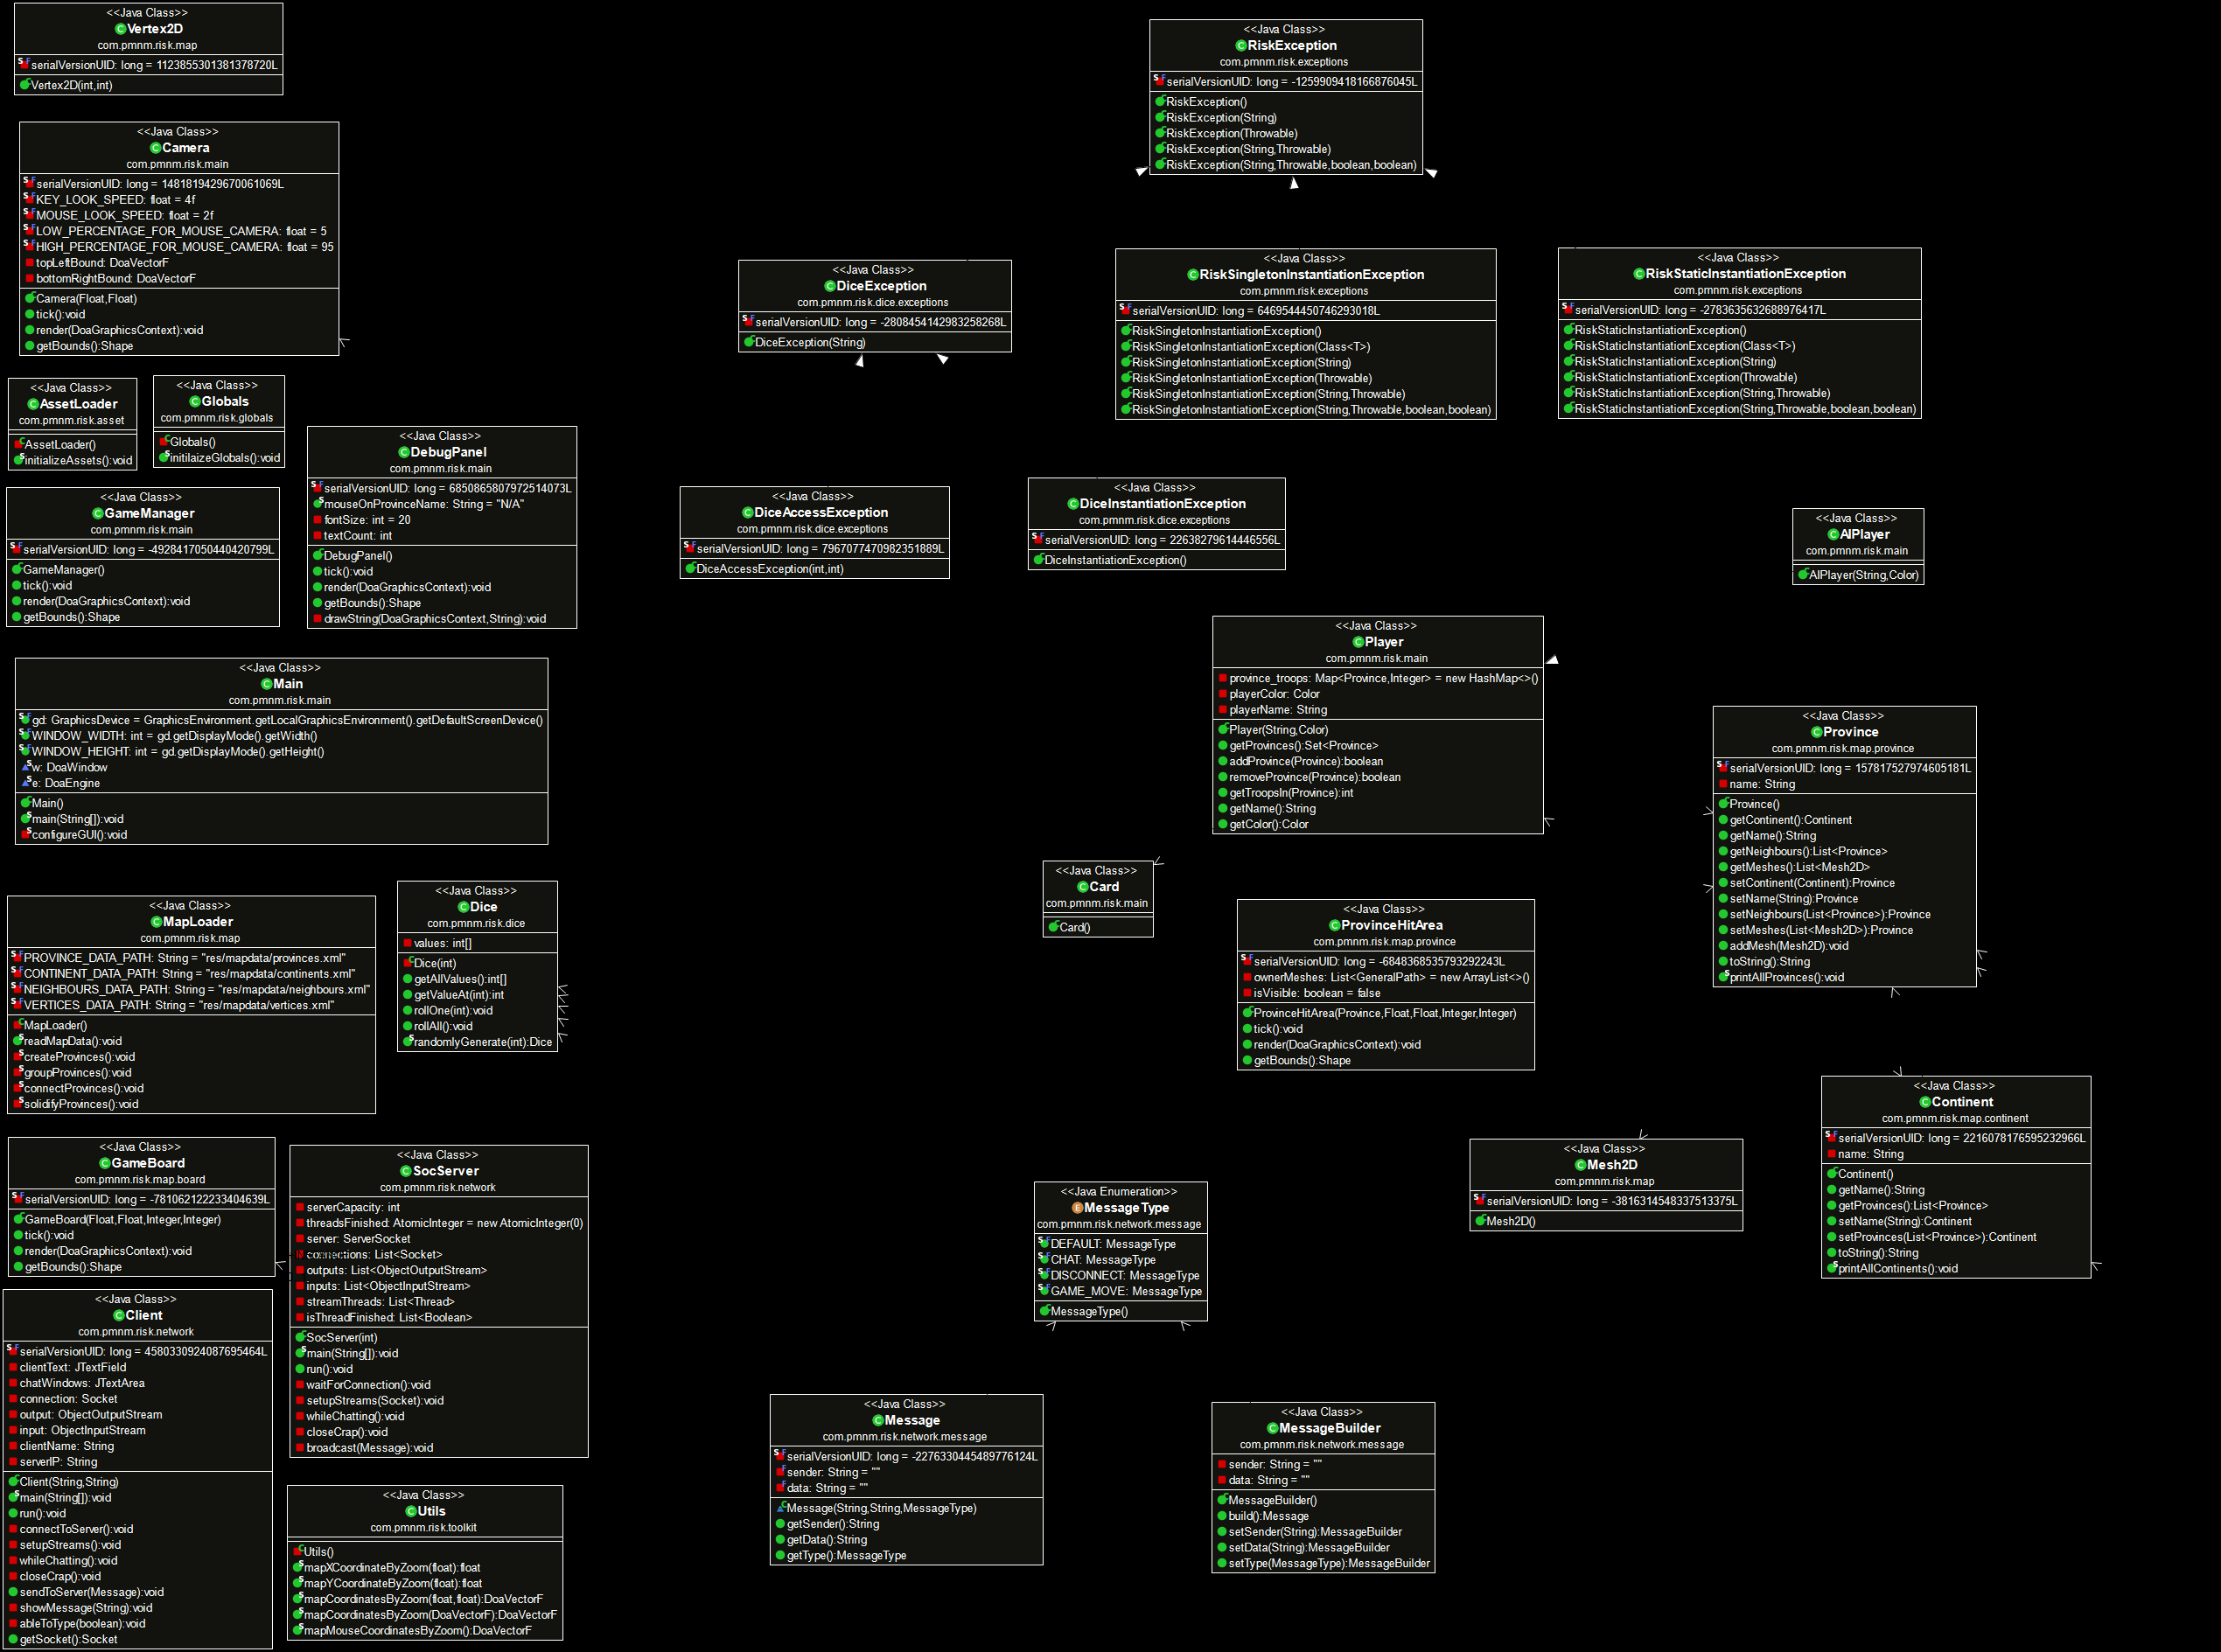 <<Java Class>>
Vertex2D
com.pmnm.risk.map
serialVersionUID: long = 1123855301381378720L
Vertex2D(int,int)
<<Java Class>>
Camera
com.pmnm.risk.main
serialVersionUID: long = 1481819429670061069L
KEY_LOOK_SPEED: float = 4f
MOUSE_LOOK_SPEED: float = 2f
LOW_PERCENTAGE_FOR_MOUSE_CAMERA: float = 5
HIGH_PERCENTAGE_FOR_MOUSE_CAMERA: float = 95
topLeftBound: DoaVectorF
bottomRightBound: DoaVectorF
Camera(Float,Float)
tick():void
render(DoaGraphicsContext):void
getBounds():Shape
<<Java Class>>
AssetLoader
com.pmnm.risk.asset
AssetLoader()
initializeAssets():void
<<Java Class>>
Globals
com.pmnm.risk.globals
Globals()
initilaizeGlobals():void
<<Java Class>>
DebugPanel
com.pmnm.risk.main
serialVersionUID: long = 6850865807972514073L
mouseOnProvinceName: String = "N/A"
fontSize: int = 20
textCount: int
DebugPanel()
tick():void
render(DoaGraphicsContext):void
getBounds():Shape
drawString(DoaGraphicsContext,String):void
<<Java Class>>
GameManager
com.pmnm.risk.main
serialVersionUID: long = -4928417050440420799L
GameManager()
tick():void
render(DoaGraphicsContext):void
getBounds():Shape
<<Java Class>>
Main
com.pmnm.risk.main
gd: GraphicsDevice = GraphicsEnvironment.getLocalGraphicsEnvironment().getDefaultScreenDevice()
WINDOW_WIDTH: int = gd.getDisplayMode().getWidth()
WINDOW_HEIGHT: int = gd.getDisplayMode().getHeight()
w: DoaWindow
e: DoaEngine
Main()
main(String[]):void
configureGUI():void
<<Java Class>>
MapLoader
com.pmnm.risk.map
PROVINCE_DATA_PATH: String = "res/mapdata/provinces.xml"
CONTINENT_DATA_PATH: String = "res/mapdata/continents.xml"
NEIGHBOURS_DATA_PATH: String = "res/mapdata/neighbours.xml"
VERTICES_DATA_PATH: String = "res/mapdata/vertices.xml"
MapLoader()
readMapData():void
createProvinces():void
groupProvinces():void
connectProvinces():void
solidifyProvinces():void
<<Java Class>>
Dice
com.pmnm.risk.dice
values: int[]
Dice(int)
getAllValues():int[]
getValueAt(int):int
rollOne(int):void
rollAll():void
randomlyGenerate(int):Dice
<<Java Class>>
GameBoard
com.pmnm.risk.map.board
serialVersionUID: long = -781062122233404639L
GameBoard(Float,Float,Integer,Integer)
tick():void
render(DoaGraphicsContext):void
getBounds():Shape
<<Java Class>>
SocServer
com.pmnm.risk.network
serverCapacity: int
threadsFinished: AtomicInteger = new AtomicInteger(0)
server: ServerSocket
connections: List<Socket>
outputs: List<ObjectOutputStream>
inputs: List<ObjectInputStream>
streamThreads: List<Thread>
isThreadFinished: List<Boolean>
SocServer(int)
main(String[]):void
run():void
waitForConnection():void
setupStreams(Socket):void
whileChatting():void
closeCrap():void
broadcast(Message):void
<<Java Class>>
Client
com.pmnm.risk.network
serialVersionUID: long = 4580330924087695464L
clientText: JTextField
chatWindows: JTextArea
connection: Socket
output: ObjectOutputStream
input: ObjectInputStream
clientName: String
serverIP: String
Client(String,String)
main(String[]):void
run():void
connectToServer():void
setupStreams():void
whileChatting():void
closeCrap():void
sendToServer(Message):void
showMessage(String):void
ableToType(boolean):void
getSocket():Socket
<<Java Class>>
Utils
com.pmnm.risk.toolkit
Utils()
mapXCoordinateByZoom(float):float
mapYCoordinateByZoom(float):float
mapCoordinatesByZoom(float,float):DoaVectorF
mapCoordinatesByZoom(DoaVectorF):DoaVectorF
mapMouseCoordinatesByZoom():DoaVectorF
<<Java Class>>
RiskException
com.pmnm.risk.exceptions
serialVersionUID: long = -1259909418166876045L
RiskException()
RiskException(String)
RiskException(Throwable)
RiskException(String,Throwable)
RiskException(String,Throwable,boolean,boolean)
<<Java Class>>
DiceException
com.pmnm.risk.dice.exceptions
serialVersionUID: long = -2808454142983258268L
DiceException(String)
<<Java Class>>
RiskSingletonInstantiationException
com.pmnm.risk.exceptions
serialVersionUID: long = 6469544450746293018L
RiskSingletonInstantiationException()
RiskSingletonInstantiationException(Class<T>)
RiskSingletonInstantiationException(String)
RiskSingletonInstantiationException(Throwable)
RiskSingletonInstantiationException(String,Throwable)
RiskSingletonInstantiationException(String,Throwable,boolean,boolean)
<<Java Class>>
RiskStaticInstantiationException
com.pmnm.risk.exceptions
serialVersionUID: long = -2783635632688976417L
RiskStaticInstantiationException()
RiskStaticInstantiationException(Class<T>)
RiskStaticInstantiationException(String)
RiskStaticInstantiationException(Throwable)
RiskStaticInstantiationException(String,Throwable)
RiskStaticInstantiationException(String,Throwable,boolean,boolean)
<<Java Class>>
DiceAccessException
com.pmnm.risk.dice.exceptions
serialVersionUID: long = 7967077470982351889L
DiceAccessException(int,int)
<<Java Class>>
DiceInstantiationException
com.pmnm.risk.dice.exceptions
serialVersionUID: long = 22638279614446556L
DiceInstantiationException()
<<Java Class>>
AIPlayer
com.pmnm.risk.main
AIPlayer(String,Color)
<<Java Class>>
Player
com.pmnm.risk.main
province_troops: Map<Province,Integer> = new HashMap<>()
playerColor: Color
playerName: String
Player(String,Color)
getProvinces():Set<Province>
addProvince(Province):boolean
removeProvince(Province):boolean
getTroopsIn(Province):int
getName():String
getColor():Color
<<Java Class>>
Province
com.pmnm.risk.map.province
serialVersionUID: long = 157817527974605181L
name: String
Province()
getContinent():Continent
getName():String
getNeighbours():List<Province>
getMeshes():List<Mesh2D>
setContinent(Continent):Province
setName(String):Province
setNeighbours(List<Province>):Province
setMeshes(List<Mesh2D>):Province
addMesh(Mesh2D):void
toString():String
printAllProvinces():void
<<Java Class>>
Card
com.pmnm.risk.main
Card()
<<Java Class>>
ProvinceHitArea
com.pmnm.risk.map.province
serialVersionUID: long = -6848368535793292243L
ownerMeshes: List<GeneralPath> = new ArrayList<>()
isVisible: boolean = false
ProvinceHitArea(Province,Float,Float,Integer,Integer)
tick():void
render(DoaGraphicsContext):void
getBounds():Shape
<<Java Class>>
Continent
com.pmnm.risk.map.continent
serialVersionUID: long = 2216078176595232966L
name: String
Continent()
getName():String
getProvinces():List<Province>
setName(String):Continent
setProvinces(List<Province>):Continent
toString():String
printAllContinents():void
<<Java Class>>
Mesh2D
com.pmnm.risk.map
serialVersionUID: long = -3816314548337513375L
Mesh2D()
<<Java Enumeration>>
MessageType
com.pmnm.risk.network.message
DEFAULT: MessageType
CHAT: MessageType
DISCONNECT: MessageType
GAME_MOVE: MessageType
MessageType()
<<Java Class>>
Message
com.pmnm.risk.network.message
serialVersionUID: long = -2276330445489776124L
sender: String = ""
data: String = ""
Message(String,String,MessageType)
getSender():String
getData():String
getType():MessageType
<<Java Class>>
MessageBuilder
com.pmnm.risk.network.message
sender: String = ""
data: String = ""
MessageBuilder()
build():Message
setSender(String):MessageBuilder
setData(String):MessageBuilder
setType(MessageType):MessageBuilder